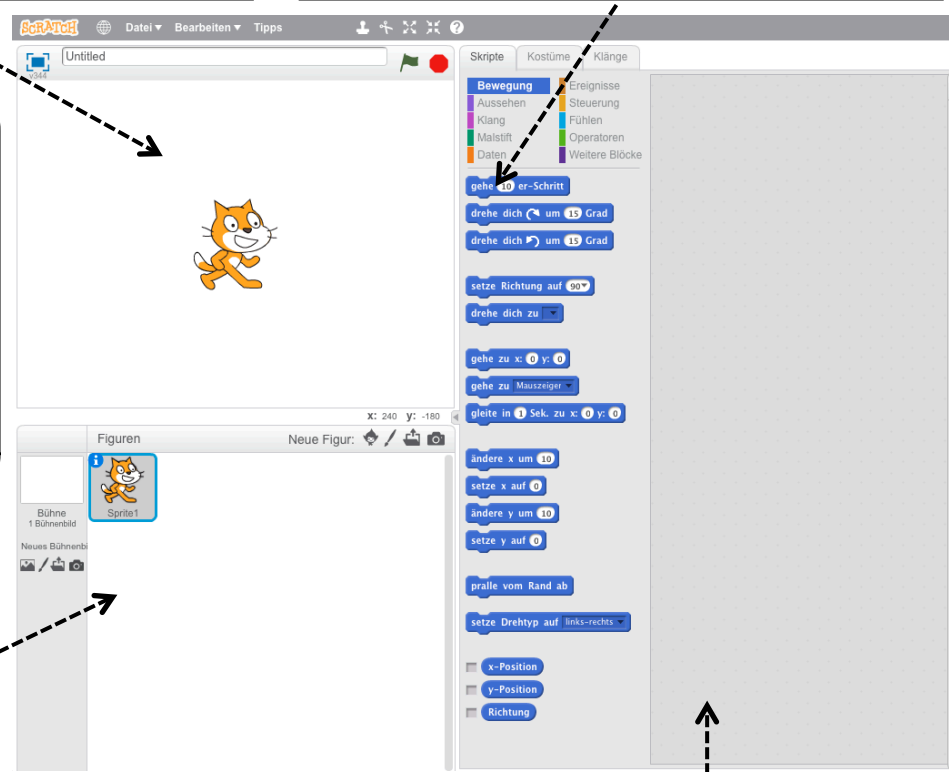 SCRATCH Datei Bearbeiten Tipps
Untitled
v344
x: 240 y: -180
Figuren Neue Figur:
Bühne
1 Bühnenbild
Sprite1
Neues Bühnenbi
Skripte Kostüme Klänge
Bewegung Ereignisse
Aussehen Steuerung
Klang Fühlen
Malstift Operatoren
Daten Weitere Blöcke
gehe 10 er-Schritt
drehe dich um 15 Grad
drehe dich um 15 Grad
setze Richtung auf 90
drehe dich zu
gehe zu x: 0 y: 0
gehe zu Mauszeiger
gleite in 1 Sek. zu x: 0 y: 0
ändere x um 10
setze x auf 0
ändere y um 10
setze y auf 0
pralle vom Rand ab
setze Drehtyp auf links-rechts
x-Position
y-Position
Richtung